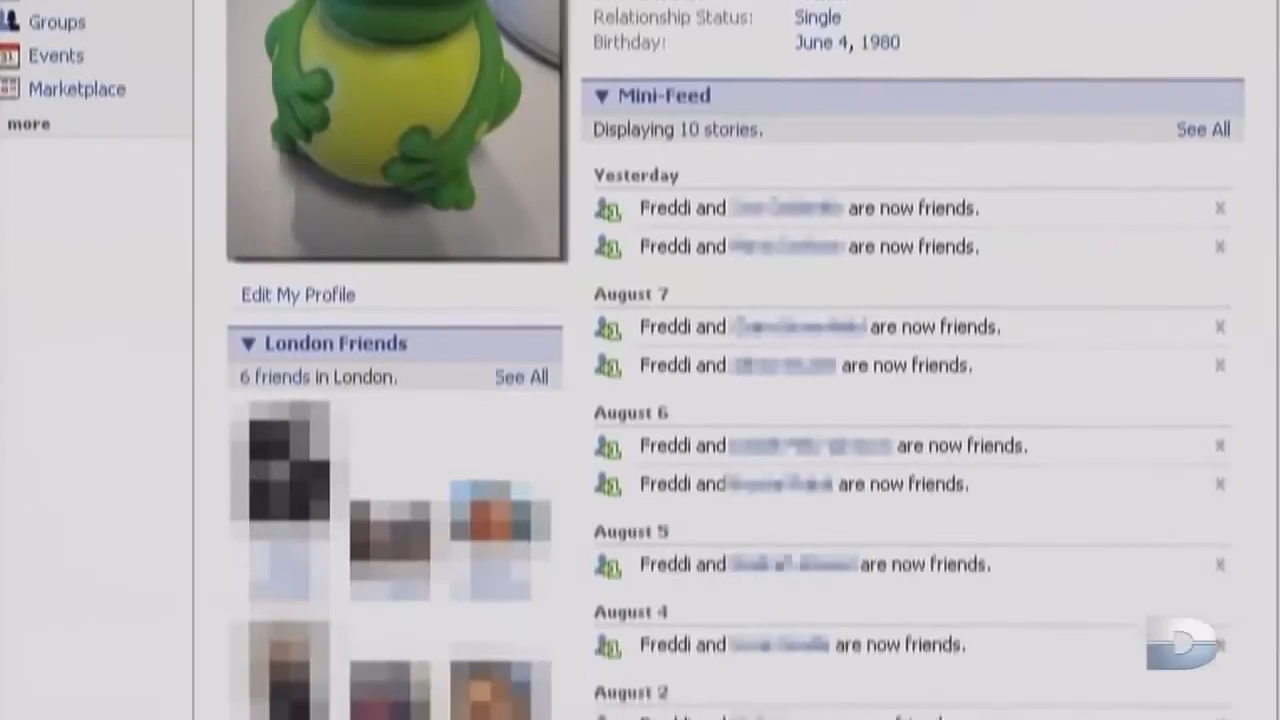 Groups
Events
Marketplace
more
Edit My Profile
London Friends
6 friends in London.
See All
Relationship Status: Single
Birthday: June 4, 1980
Mini-Feed
Displaying 10 stories.
See All
Yesterday
Freddi and are now friends. x
Freddi and are now friends. x
August 7
Freddi and are now friends. x
Freddi and are now friends. x
August 6
Freddi and are now friends. x
Freddi and are now friends. x
August 5
Freddi and are now friends. x
August 4
Freddi and are now friends. x
August 2
D